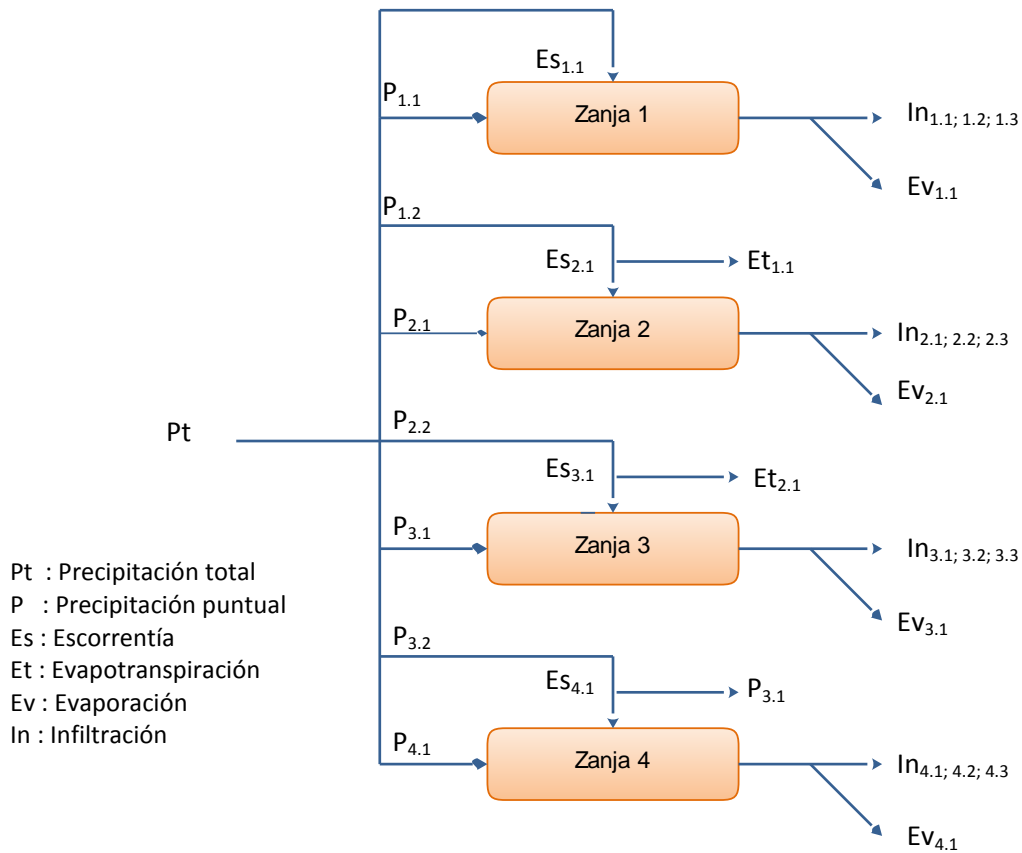 Es1.1
P1.1
Zanja 1
In1.1; 1.2; 1.3
Ev1.1
P1.2
Es2.1
Et1.1
P2.1
Zanja 2
In2.1; 2.2; 2.3
Ev2.1
Pt
P2.2
Es3.1
Et2.1
P3.1
Zanja 3
In3.1; 3.2; 3.3
Ev3.1
P3.2
Es4.1
P3.1
P4.1
Zanja 4
In4.1; 4.2; 4.3
Ev4.1
Pt : Precipitación total
P : Precipitación puntual
Es : Escorrentía
Et : Evapotranspiración
Ev : Evaporación
In : Infiltración